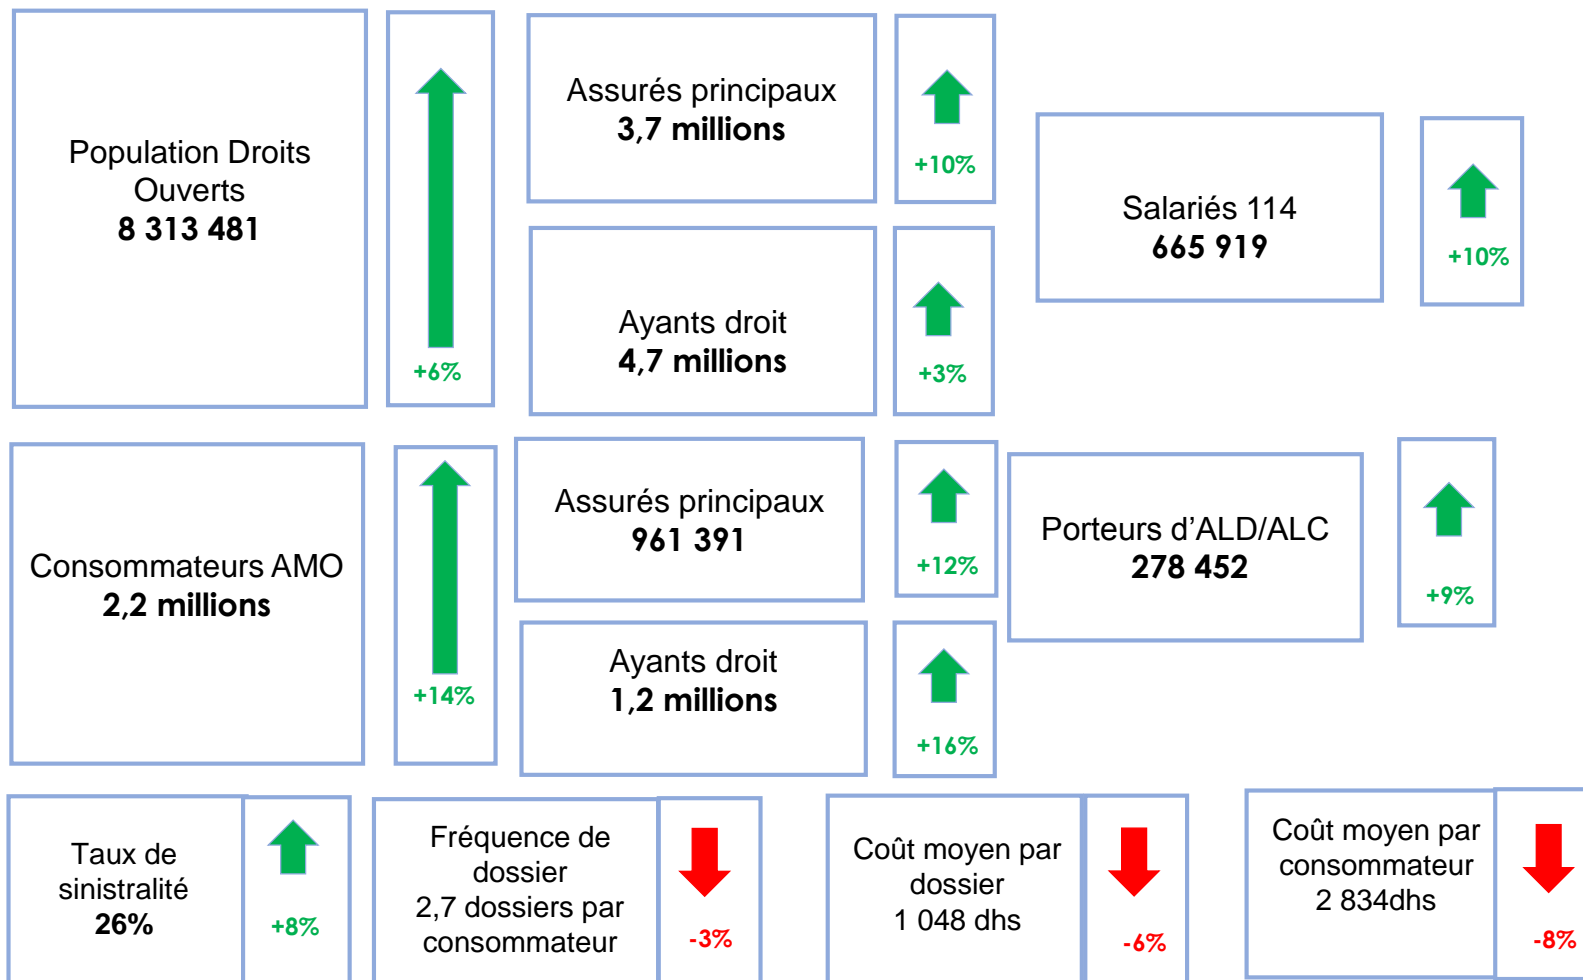 Population Droits
Ouverts
8 313 481
+6%
Assurés principaux
3,7 millions
+10%
Ayants droit
4,7 millions
+3%
Salariés 114
665 919
+10%
Consommateurs AMO
2,2 millions
+14%
Assurés principaux
961 391
+12%
Ayants droit
1,2 millions
+16%
Porteurs d’ALD/ALC
278 452
+9%
Taux de
sinistralité
26%
+8%
Fréquence de
dossier
2,7 dossiers par
consommateur
-3%
Coût moyen par
dossier
1 048 dhs
-6%
Coût moyen par
consommateur
2 834dhs
-8%